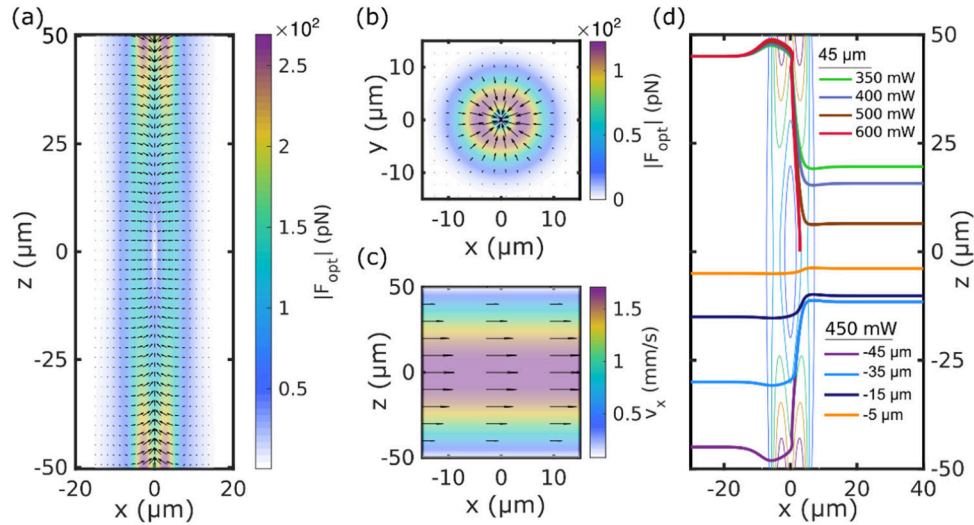 (a)
50
25
0
-25
-50
z (μm)
-20
0
20
x (μm)
×10²
2.5
2
1.5
1
0.5
|F_opt| (pN)
(b)
10
0
-10
y (μm)
-10
0
10
x (μm)
×10²
1
0.5
0
|F_opt| (pN)
(c)
50
0
-50
z (μm)
-10
0
10
x (μm)
1.5
1
0.5
v_x (mm/s)
(d)
45 μm
350 mW
400 mW
500 mW
600 mW
450 mW
-45 μm
-35 μm
-15 μm
-5 μm
50
25
0
-25
-50
z (μm)
-20
0
20
40
x (μm)